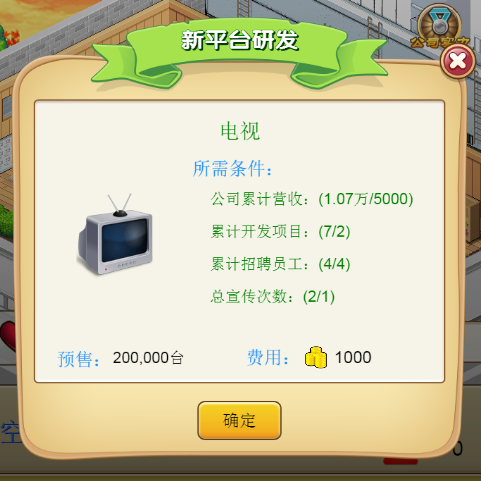 新平台研发
电视
所需条件：
公司累计营收：(1.07万/5000)
累计开发项目：(7/2)
累计招聘员工：(4/4)
总宣传次数：(2/1)
预售： 200,000台
费用： 1000
确定
空
0